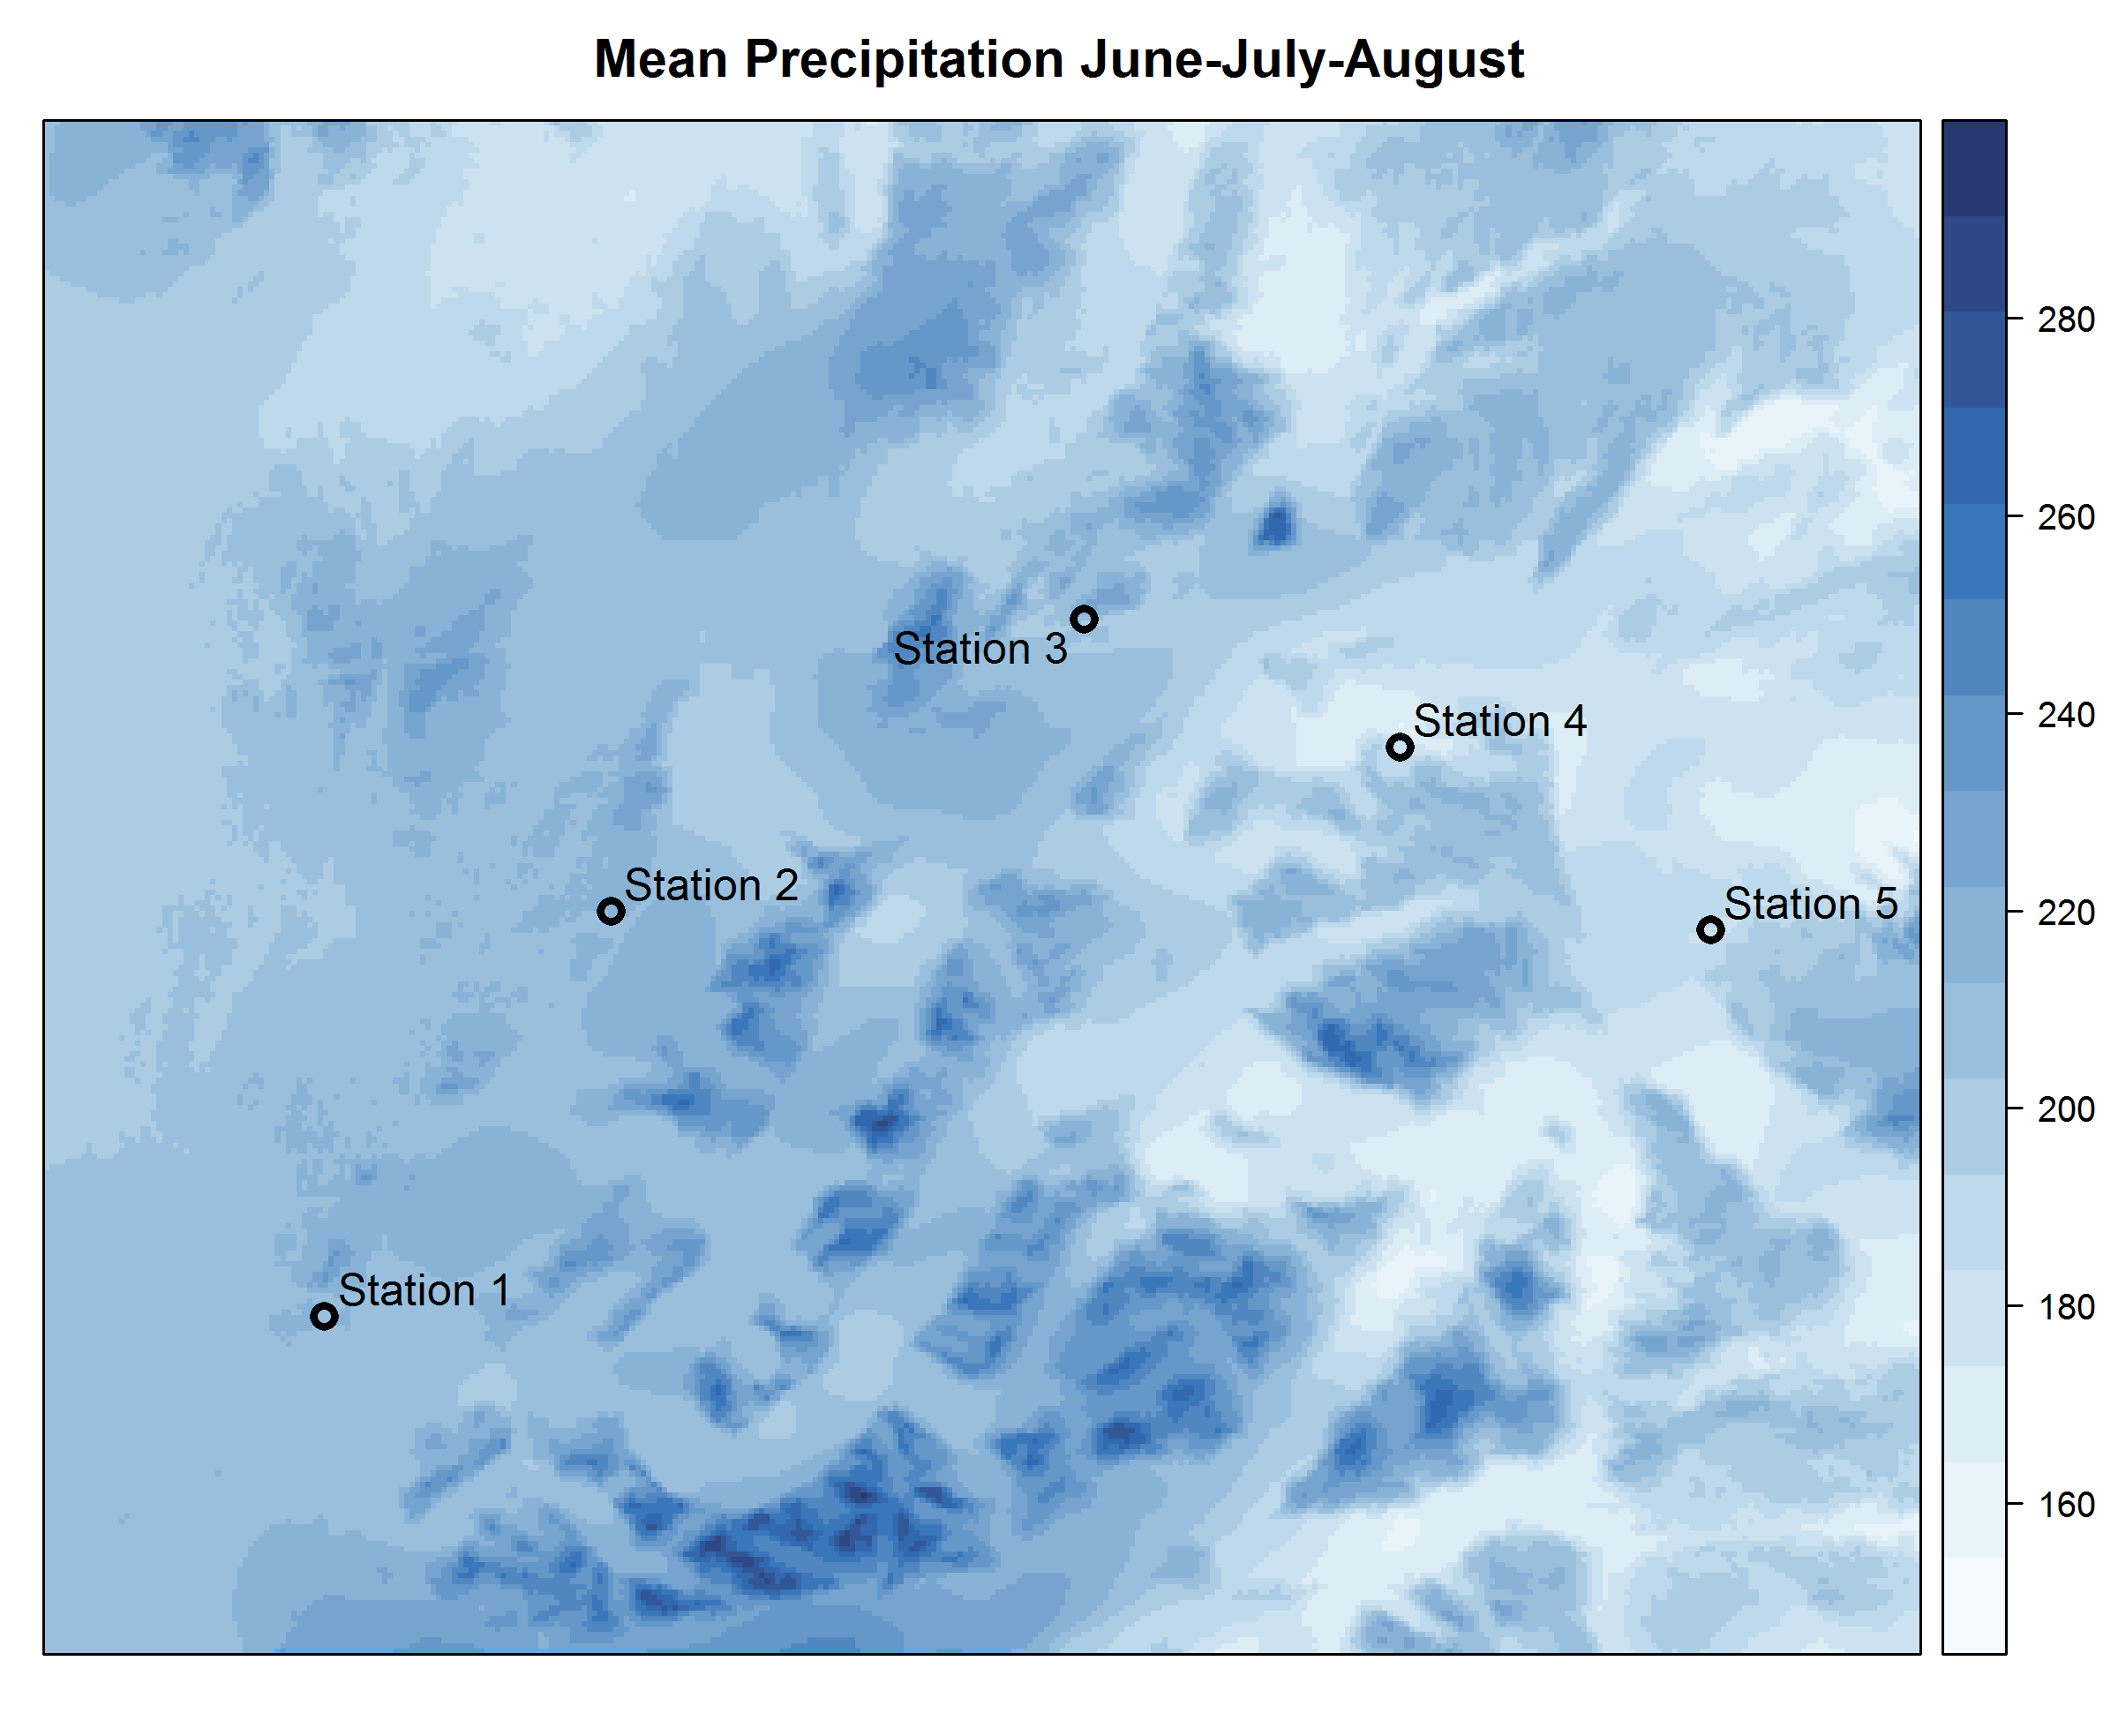 Mean Precipitation June-July-August
280
260
Station 3
Station 4
240
Station 2
Station 5
220
200
Station 1
180
160